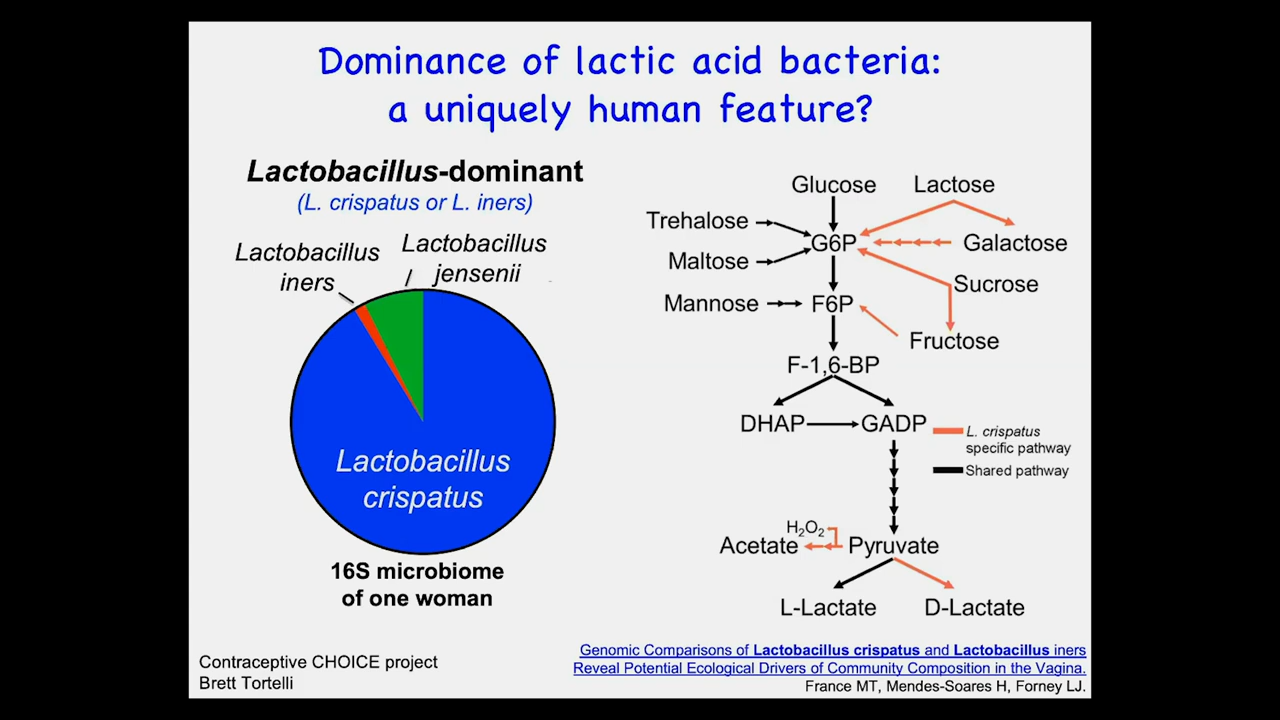 Dominance of lactic acid bacteria:
a uniquely human feature?
Lactobacillus-dominant
(L. crispatus or L. iners)
Lactobacillus
iners
Lactobacillus
jensenii
Lactobacillus
crispatus
16S microbiome
of one woman
Contraceptive CHOICE project
Brett Tortelli
Glucose
Lactose
Trehalose
G6P
Galactose
Maltose
Sucrose
Mannose
F6P
Fructose
F-1,6-BP
DHAP
GADP
L. crispatus
specific pathway
Shared pathway
H₂O₂
Acetate
Pyruvate
L-Lactate
D-Lactate
Genomic Comparisons of Lactobacillus crispatus and Lactobacillus iners
Reveal Potential Ecological Drivers of Community Composition in the Vagina.
France MT, Mendes-Soares H, Forney LJ.